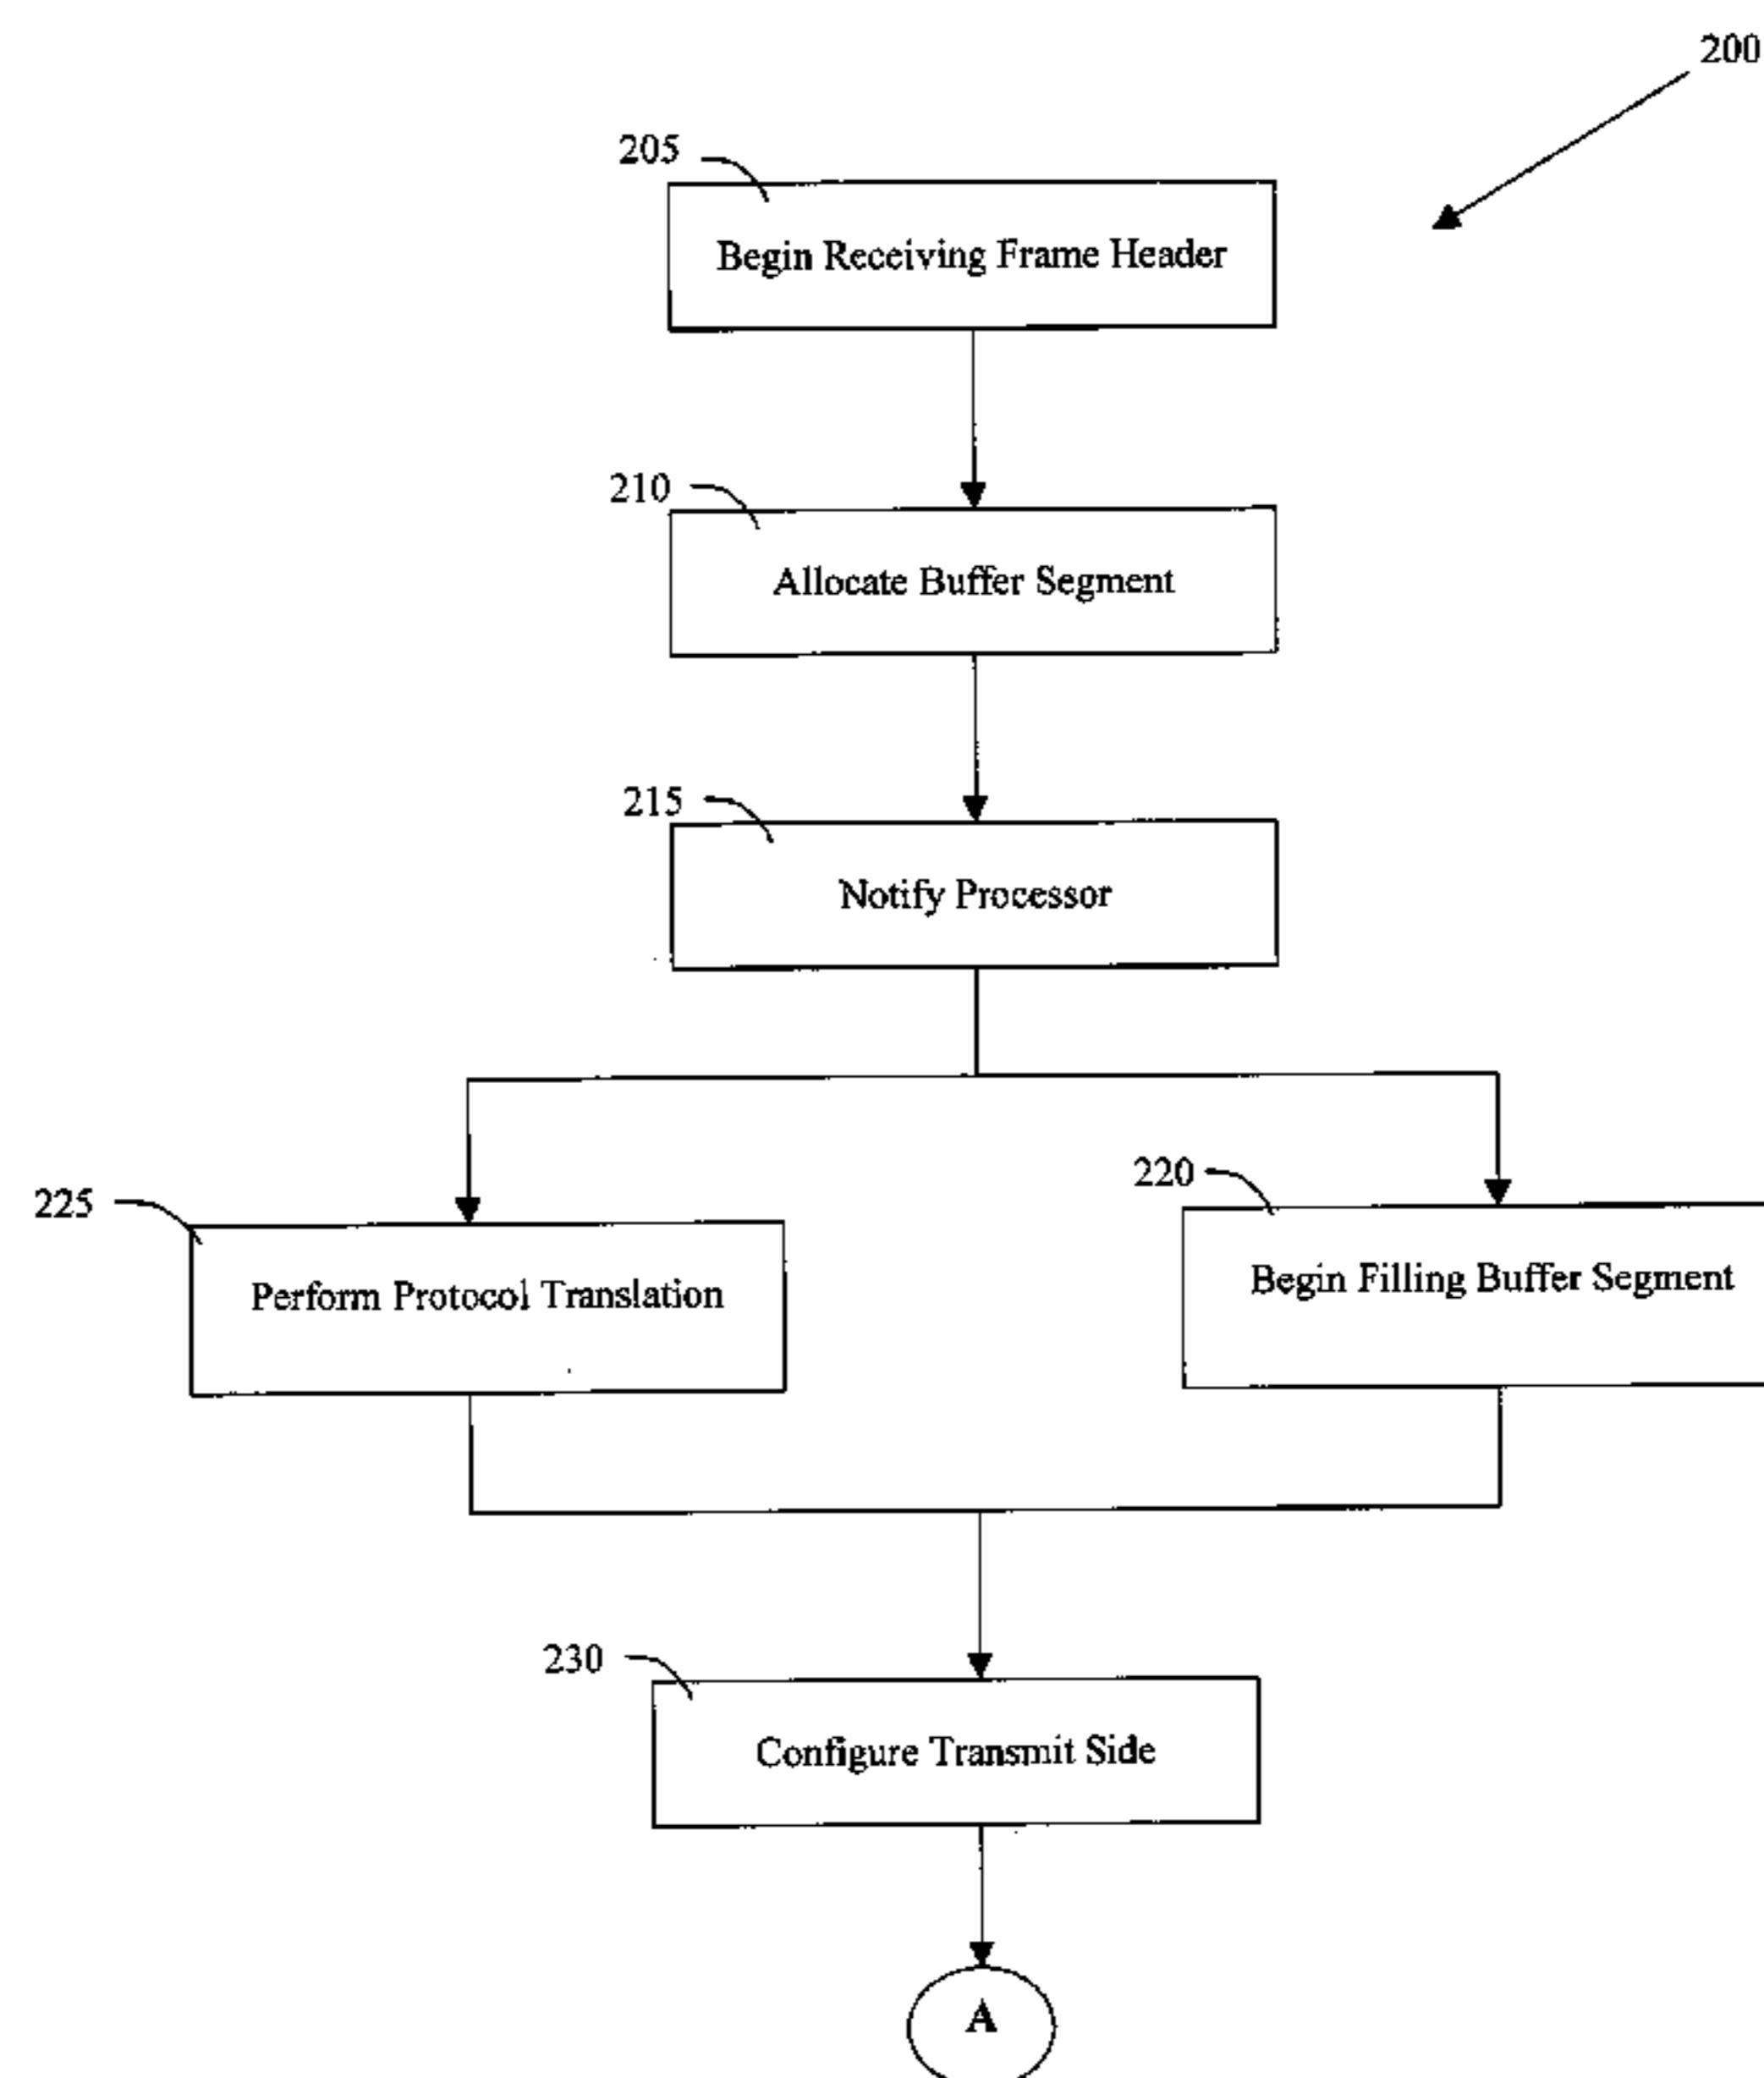 200
205
Begin Receiving Frame Header
210
Allocate Buffer Segment
215
Notify Processor
220
225
Begin Filling Buffer Segment
Perform Protocol Translation
230
Configure Transmit Side
A